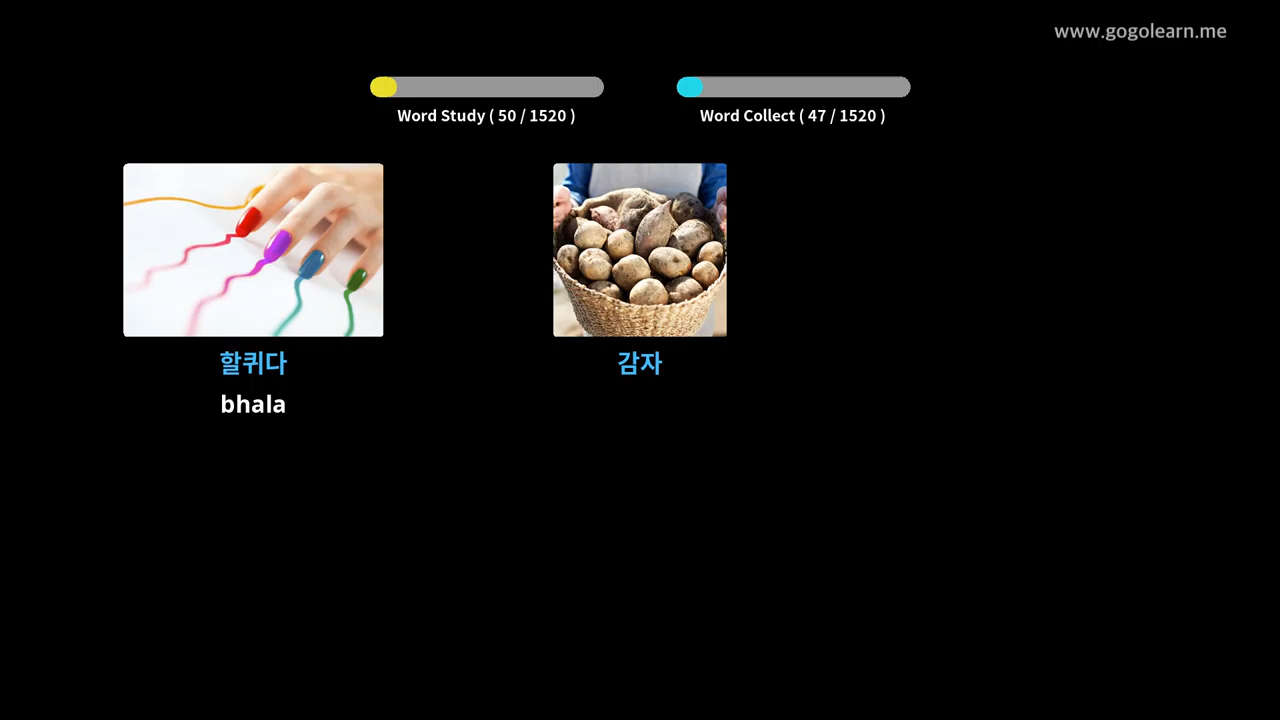 www.gogolearn.me
Word Study ( 50 / 1520 )
Word Collect ( 47 / 1520 )
할퀴다
감자
bhala